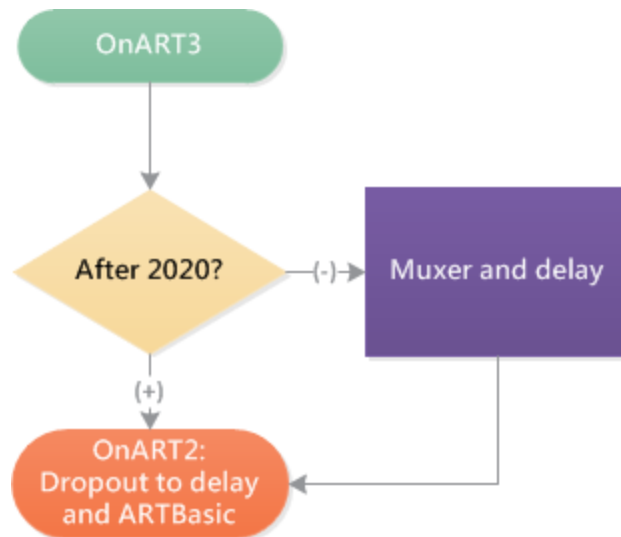 OnART3
After 2020?
(-)
Muxer and delay
(+)
OnART2:
Dropout to delay
and ARTBasic